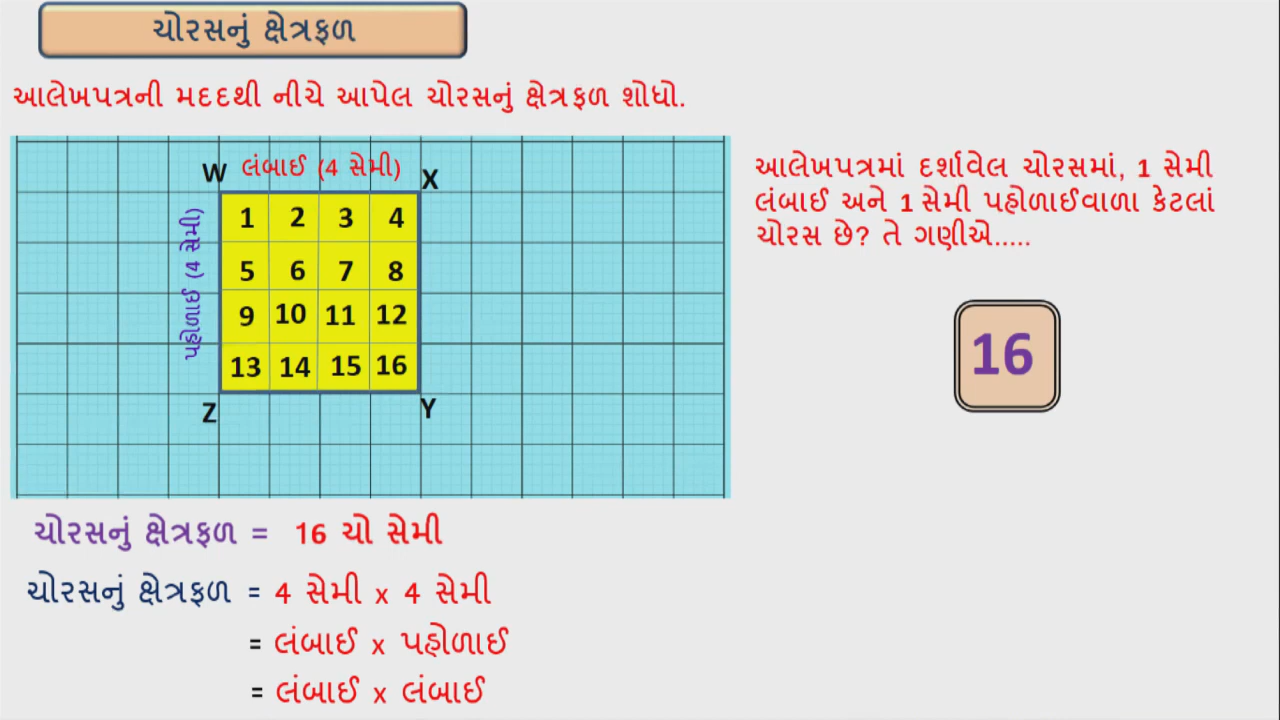 ચોરસનું ક્ષેત્રફળ
આલેખપત્રની મદદથી નીચે આપેલ ચોરસનું ક્ષેત્રફળ શોધો.
W લંબાઈ (4 સેમી) X
પહોળાઈ (4 સેમી)
1 2 3 4
5 6 7 8
9 10 11 12
13 14 15 16
Z Y
આલેખપત્રમાં દર્શાવેલ ચોરસમાં, 1 સેમી
લંબાઈ અને 1 સેમી પહોળાઈવાળા કેટલાં
ચોરસ છે? તે ગણીએ.....
16
ચોરસનું ક્ષેત્રફળ = 16 ચો સેમી
ચોરસનું ક્ષેત્રફળ = 4 સેમી x 4 સેમી
= લંબાઈ x પહોળાઈ
= લંબાઈ x લંબાઈ